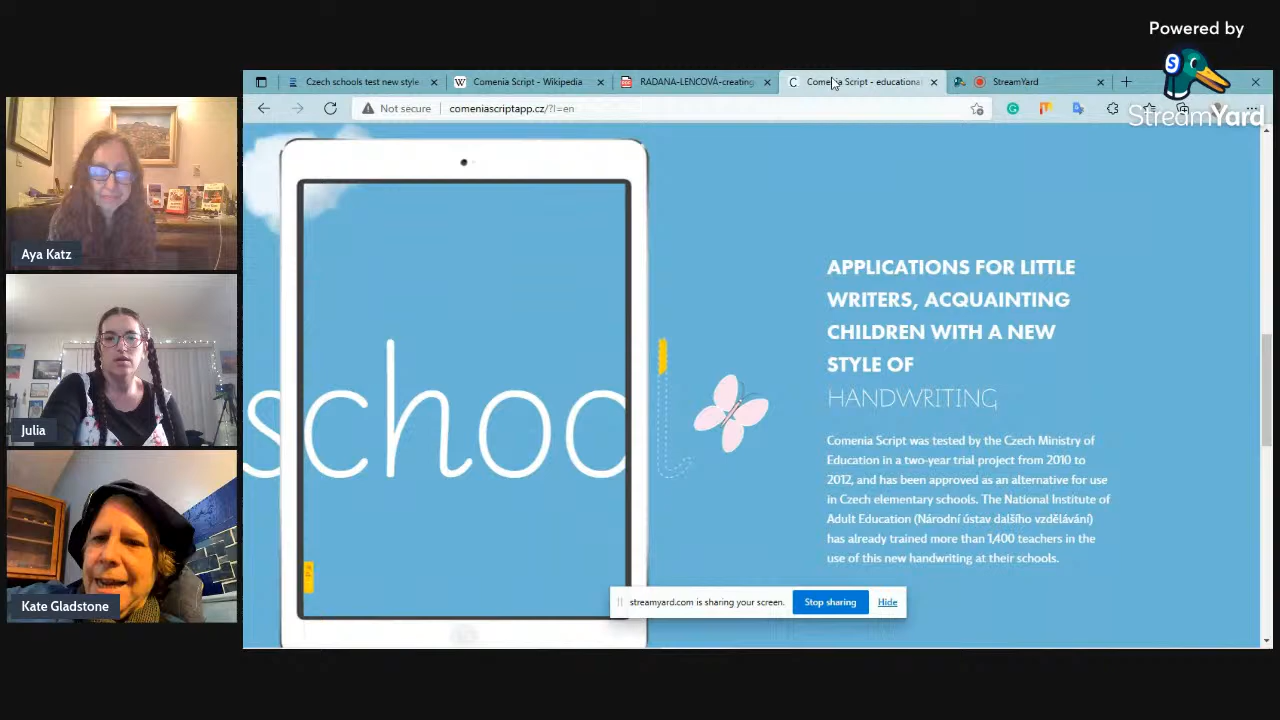 Powered by
StreamYard
Czech schools test new style
Comenia Script - Wikipedia
RADANA-LENCOVÁ-creating
Comenia Script - educational
StreamYard
Not secure
comeniascriptapp.cz/?l=en
Aya Katz
Julia
Kate Gladstone
school
APPLICATIONS FOR LITTLE
WRITERS, ACQUAINTING
CHILDREN WITH A NEW
STYLE OF
HANDWRITING
Comenia Script was tested by the Czech Ministry of
Education in a two-year trial project from 2010 to
2012, and has been approved as an alternative for use
in Czech elementary schools. The National Institute of
Adult Education (Národní ústav dalšího vzdělávání)
has already trained more than 1,400 teachers in the
use of this new handwriting at their schools.
streamyard.com is sharing your screen.
Stop sharing
Hide